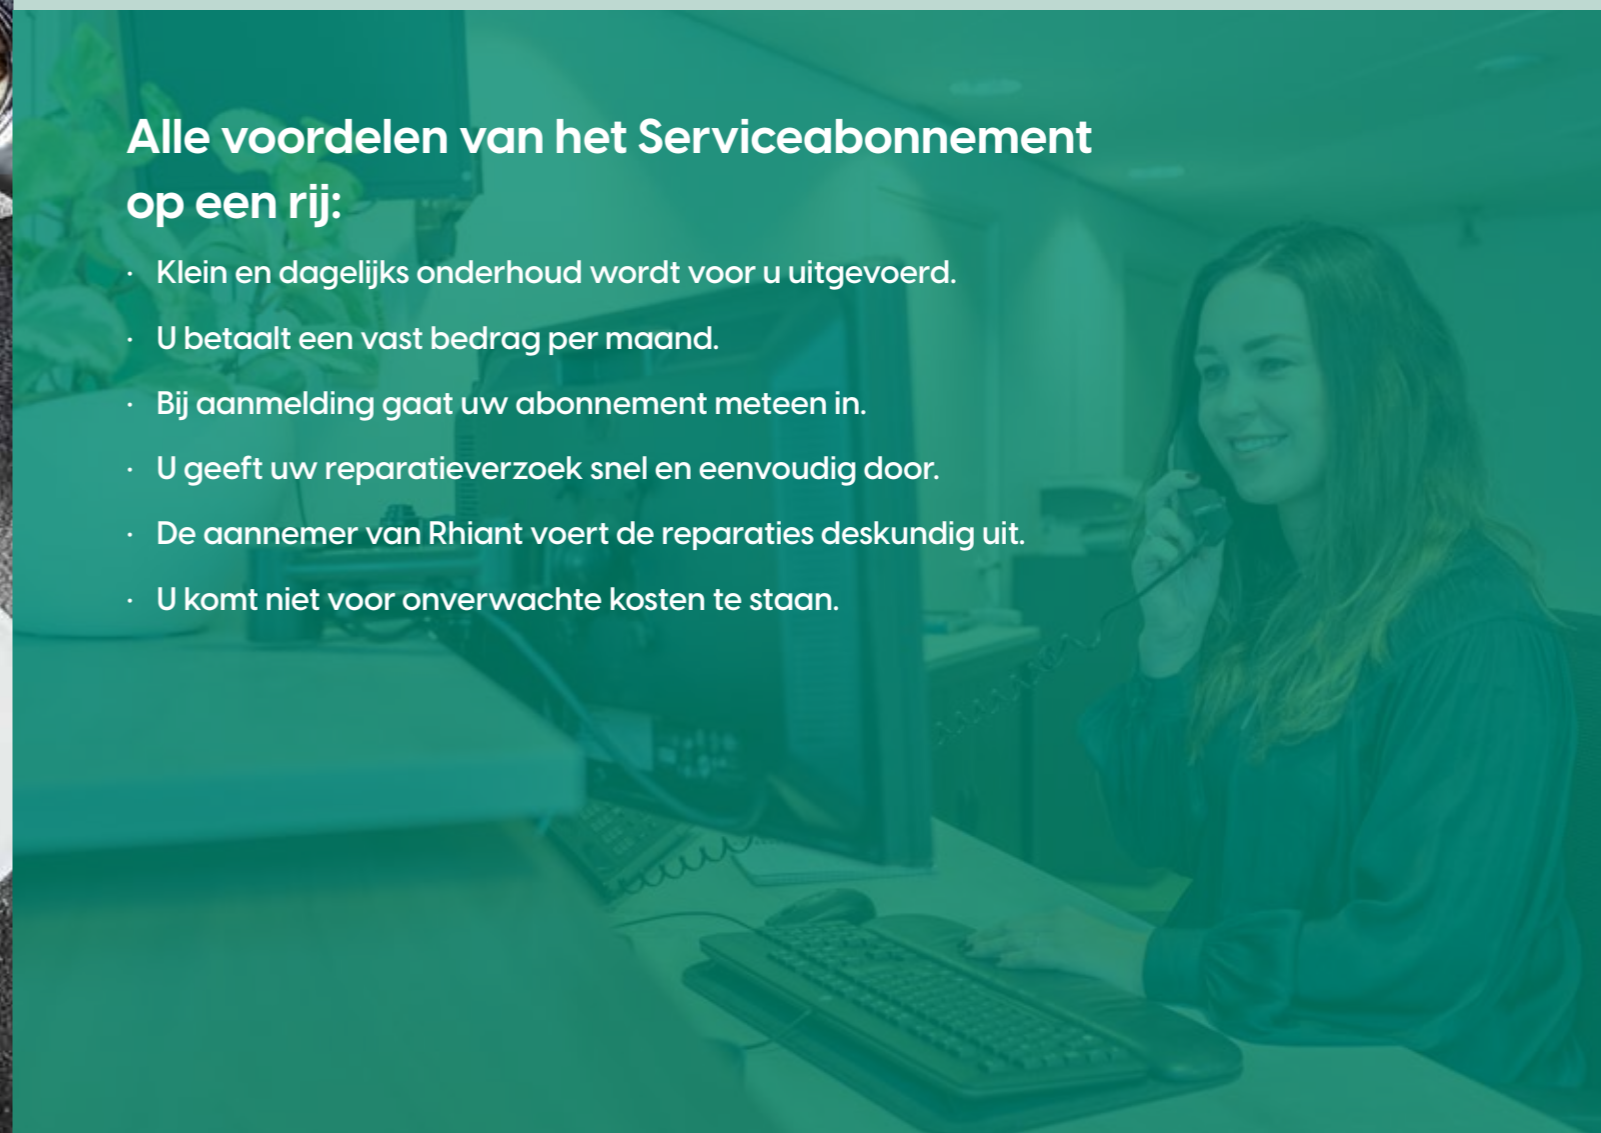 Alle voordelen van het Serviceabonnement
op een rij:
· Klein en dagelijks onderhoud wordt voor u uitgevoerd.
· U betaalt een vast bedrag per maand.
· Bij aanmelding gaat uw abonnement meteen in.
· U geeft uw reparatieverzoek snel en eenvoudig door.
· De aannemer van Rhiant voert de reparaties deskundig uit.
· U komt niet voor onverwachte kosten te staan.